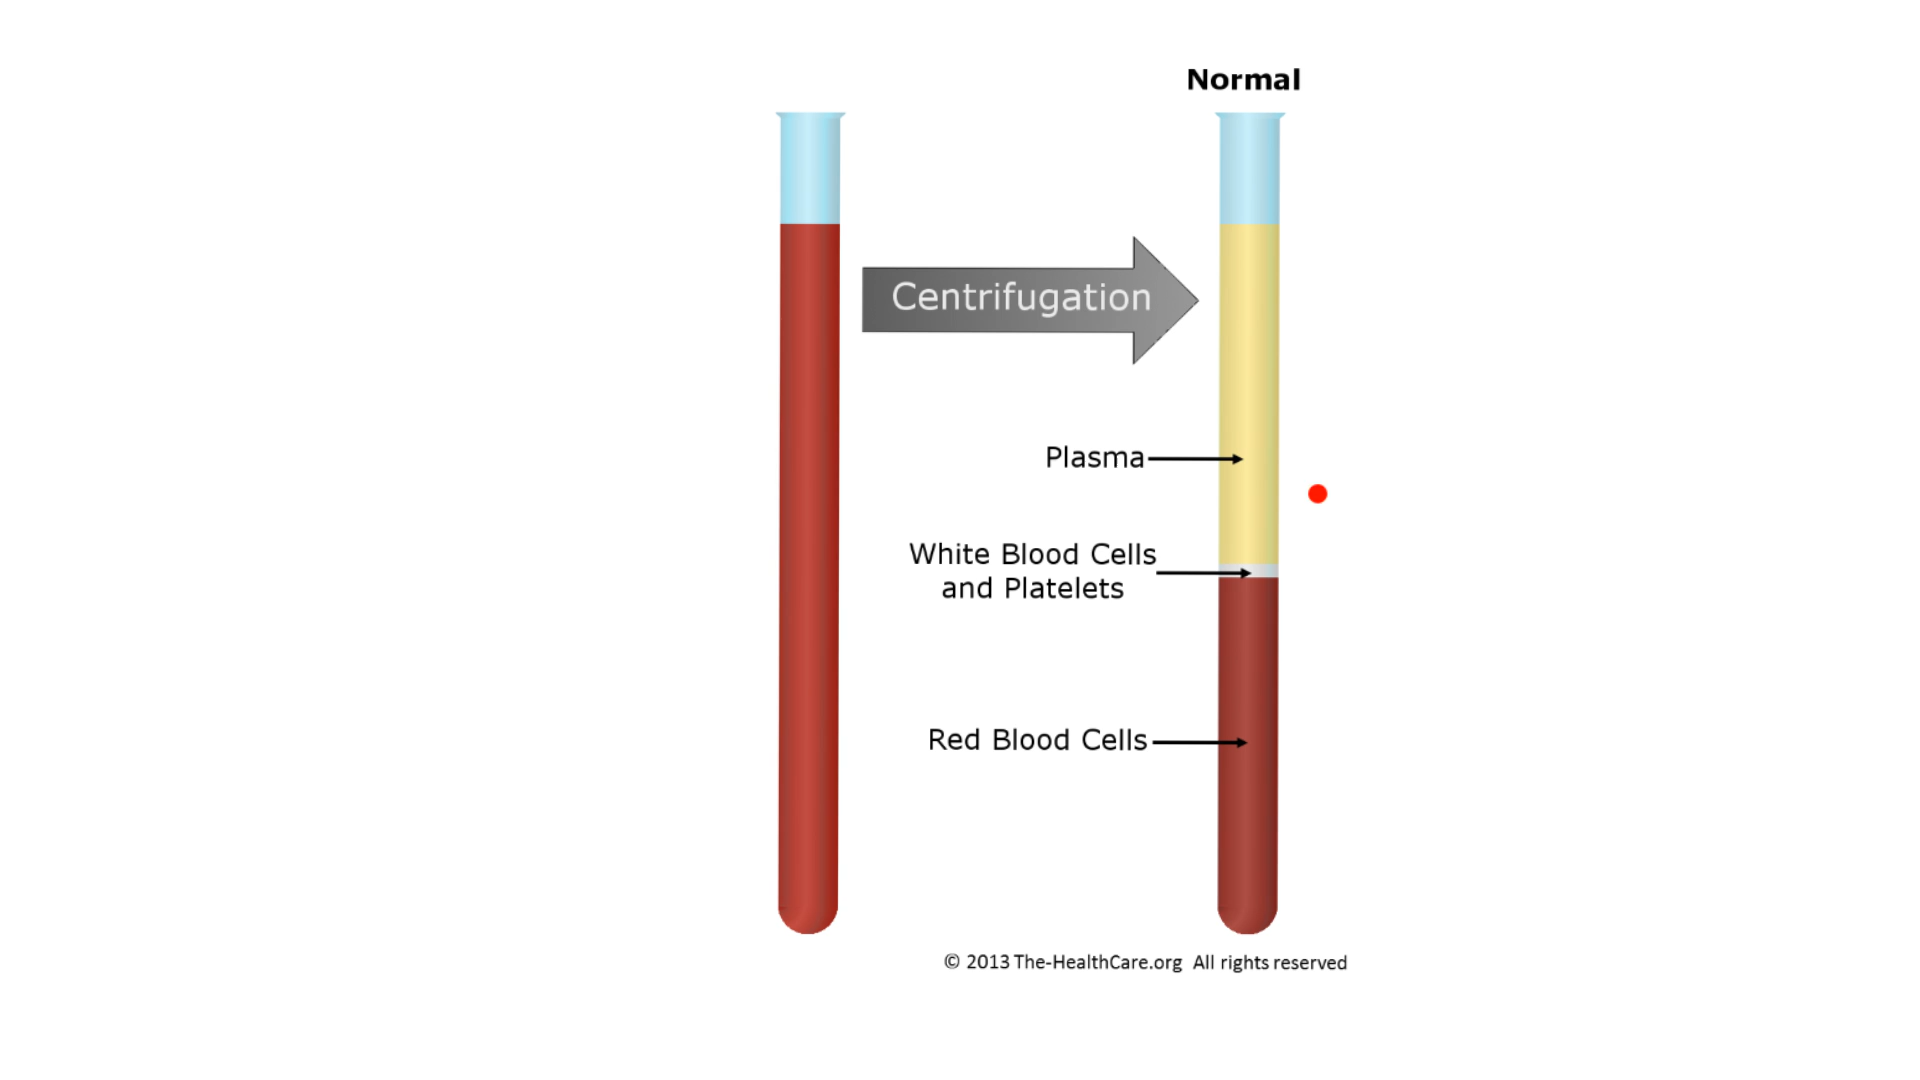 Normal
Centrifugation
Plasma
White Blood Cells
and Platelets
Red Blood Cells
© 2013 The-HealthCare.org All rights reserved